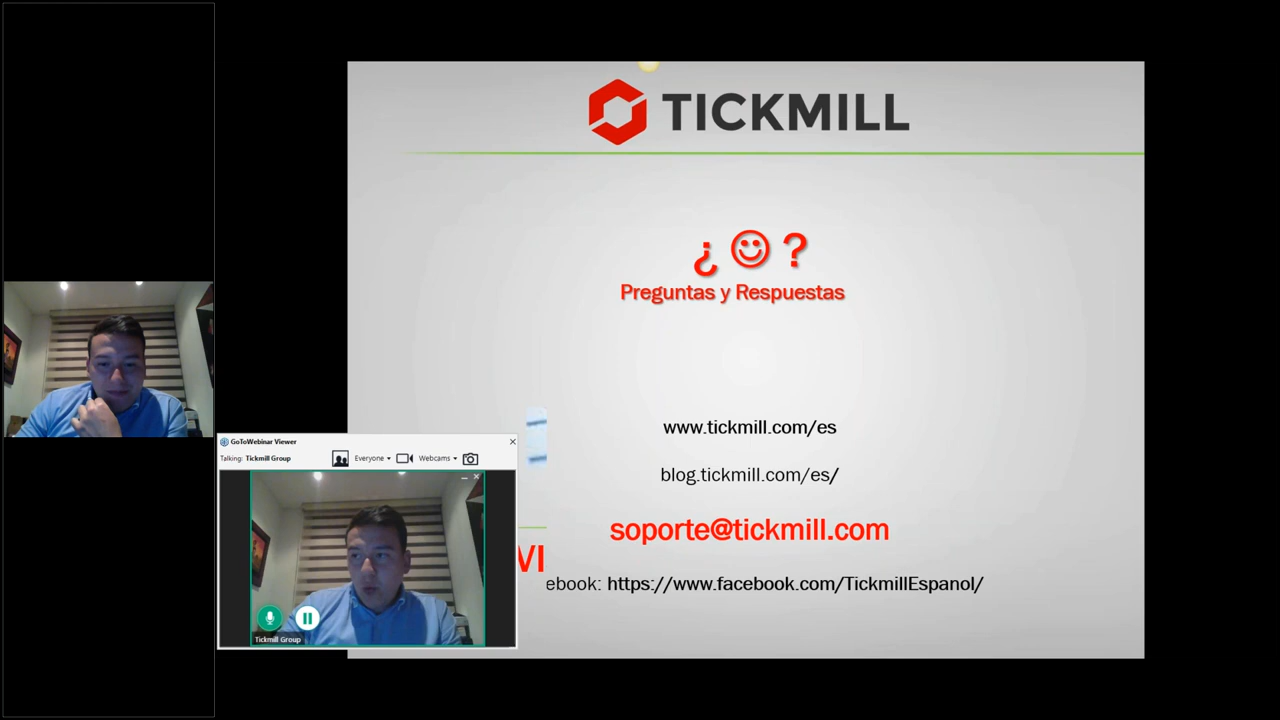 TICKMILL
¿ ☺ ?
Preguntas y Respuestas
www.tickmill.com/es
blog.tickmill.com/es/
soporte@tickmill.com
VI
ebook: https://www.facebook.com/TickmillEspanol/
GoToWebinar Viewer
Talking: Tickmill Group
Everyone
Webcams
Tickmill Group